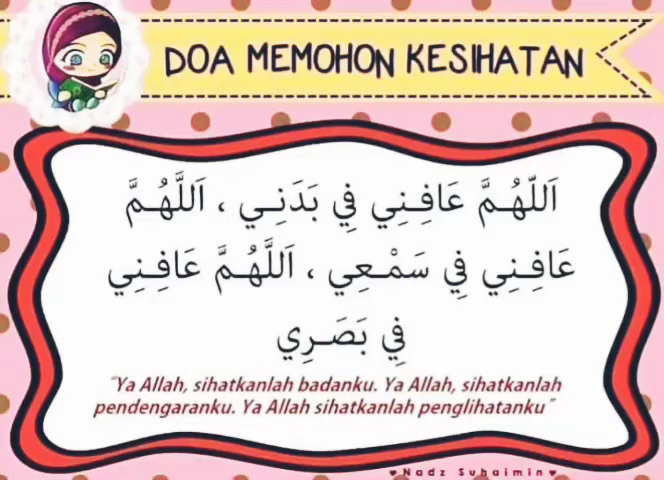 DOA MEMOHON KESIHATAN
اَللّهُمَّ عَافِنِي فِي بَدَنِي ، اَللَّهُمَّ
عَافِنِي فِي سَمْعِي ، اَللَّهُمَّ عَافِنِي
فِي بَصَرِي
"Ya Allah, sihatkanlah badanku. Ya Allah, sihatkanlah
pendengaranku. Ya Allah sihatkanlah penglihatanku"
♥Nadz Suhaimin♥